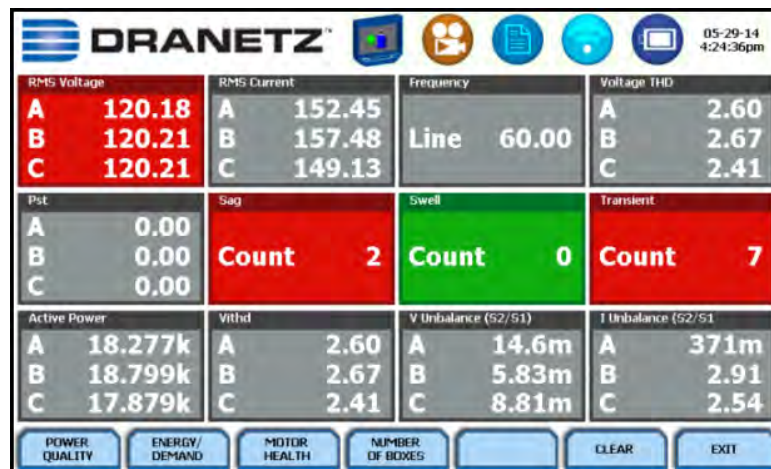 DRANETZ
05-29-14
4:24:36pm
RMS Voltage
A 120.18
B 120.21
C 120.21
RMS Current
A 152.45
B 157.48
C 149.13
Frequency
Line 60.00
Voltage THD
A 2.60
B 2.67
C 2.41
Pst
A 0.00
B 0.00
C 0.00
Sag
Count 2
Swell
Count 0
Transient
Count 7
Active Power
A 18.277k
B 18.799k
C 17.879k
Vithd
A 2.60
B 2.67
C 2.41
V Unbalance (S2/S1)
A 14.6m
B 5.83m
C 8.81m
I Unbalance (S2/S1
A 371m
B 2.91
C 2.54
POWER
QUALITY
ENERGY/
DEMAND
MOTOR
HEALTH
NUMBER
OF BOXES
CLEAR
EXIT